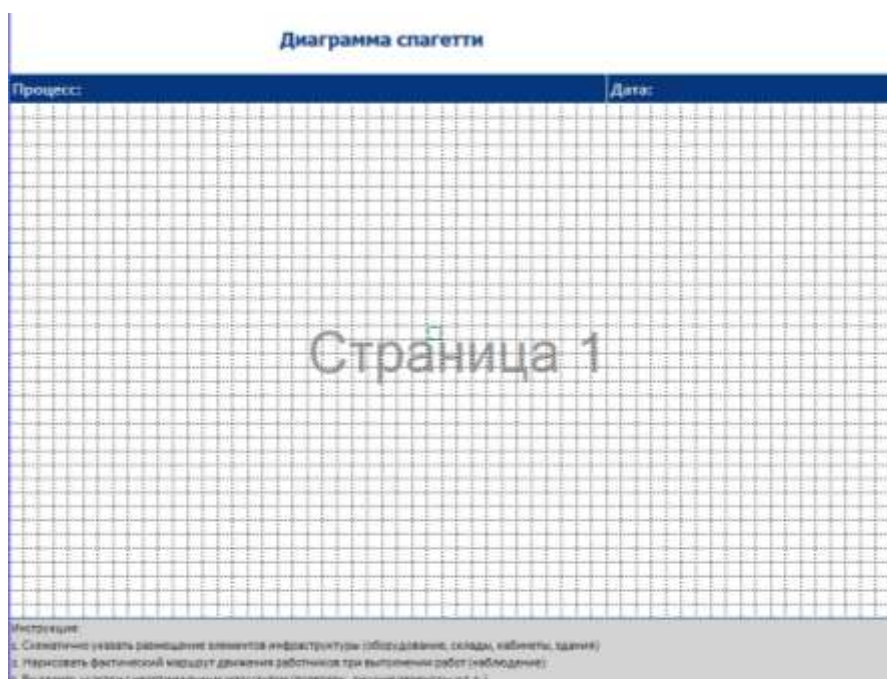 Диаграмма спагетти
Процесс: Дата:
Страница 1
Инструкция:
1. Схематично указать размещение элементов инфраструктуры (оборудование, склады, кабинеты, здания)
2. Нарисовать фактический маршрут движения работников при выполнении работ (наблюдение)